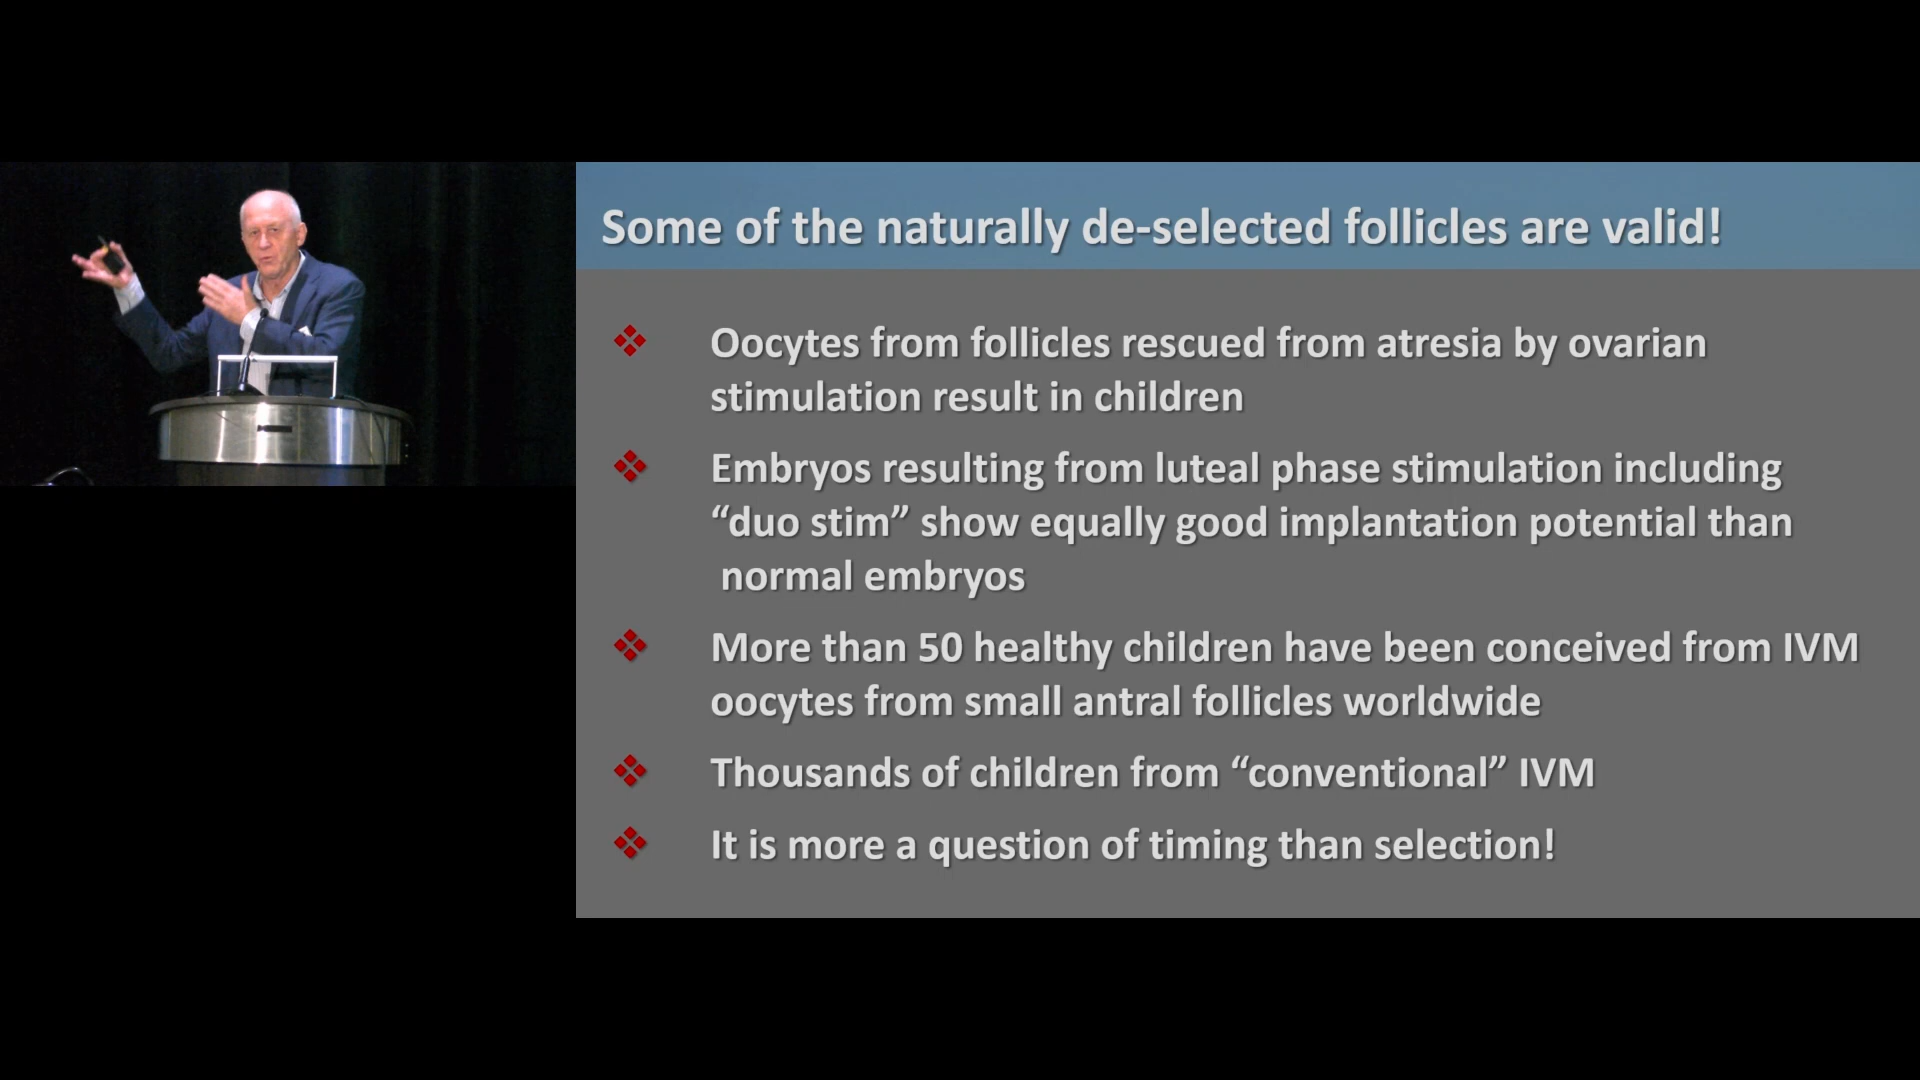 Some of the naturally de-selected follicles are valid!
Oocytes from follicles rescued from atresia by ovarian
stimulation result in children
Embryos resulting from luteal phase stimulation including
“duo stim” show equally good implantation potential than
normal embryos
More than 50 healthy children have been conceived from IVM
oocytes from small antral follicles worldwide
Thousands of children from “conventional” IVM
It is more a question of timing than selection!